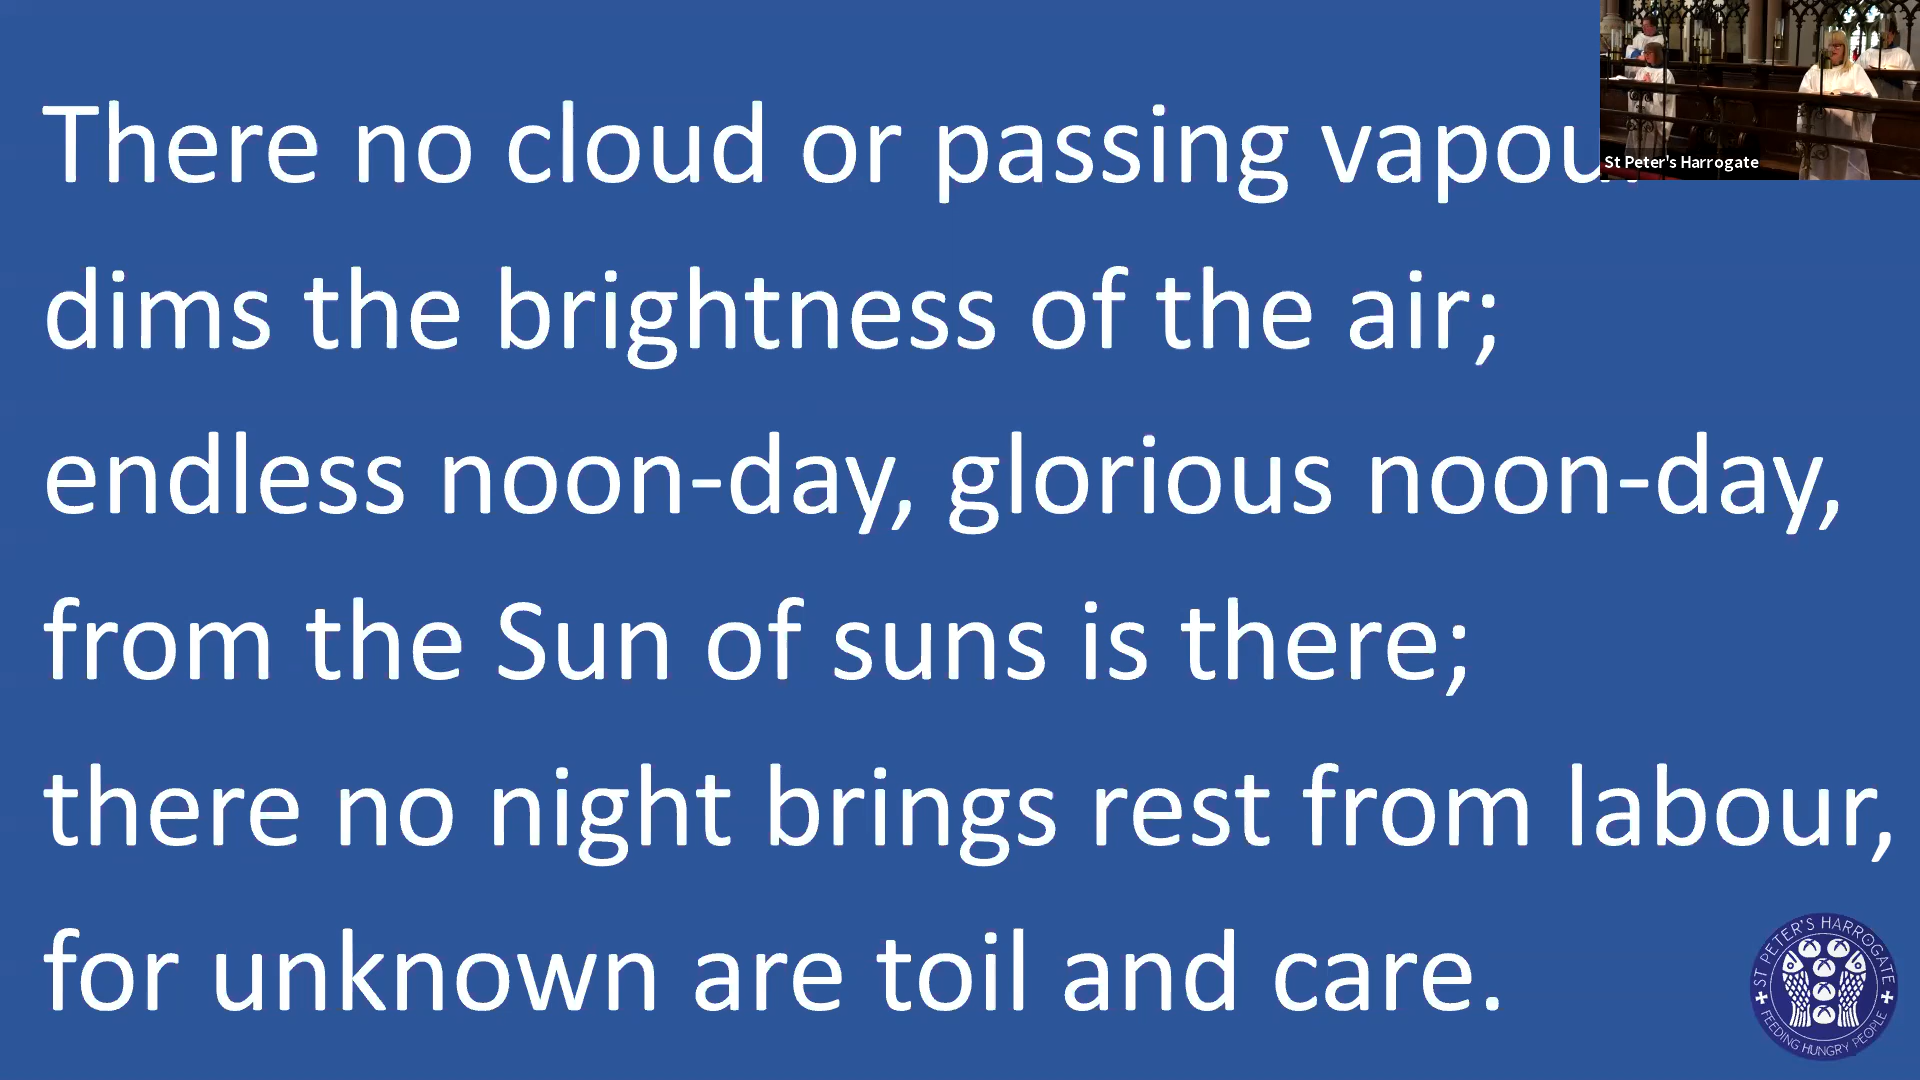 There no cloud or passing vapour
dims the brightness of the air;
endless noon-day, glorious noon-day,
from the Sun of suns is there;
there no night brings rest from labour,
for unknown are toil and care.
St Peter's Harrogate
ST PETER'S HARROGATE
FEEDING HUNGRY PEOPLE